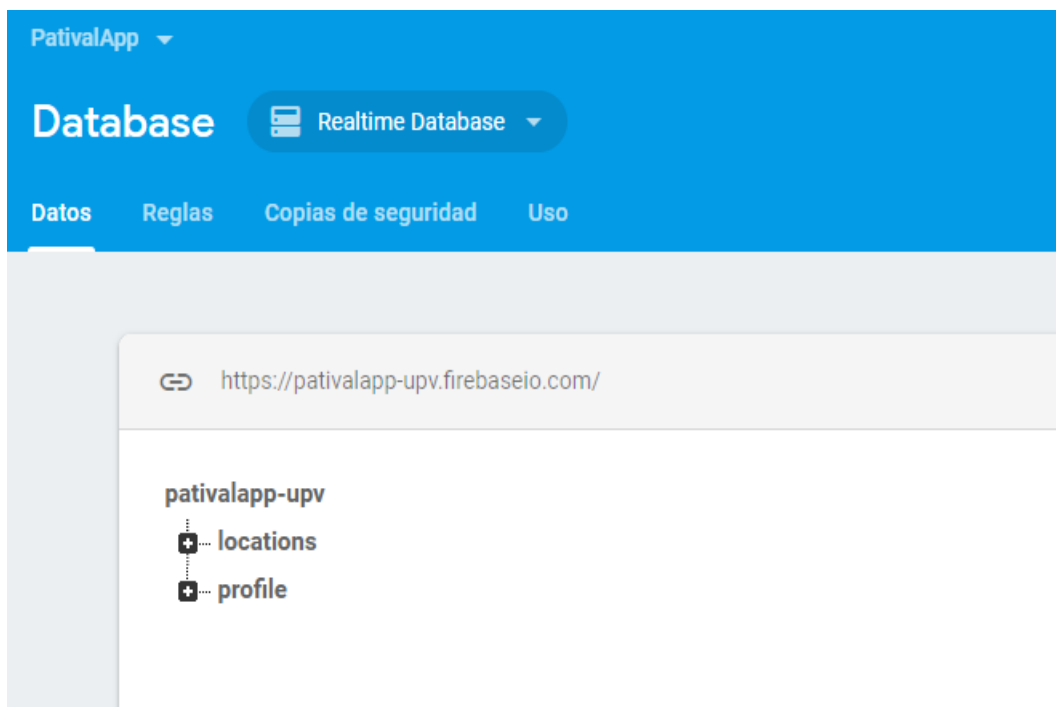 PativalApp
Database Realtime Database
Datos Reglas Copias de seguridad Uso
https://pativalapp-upv.firebaseio.com/
pativalapp-upv
locations
profile